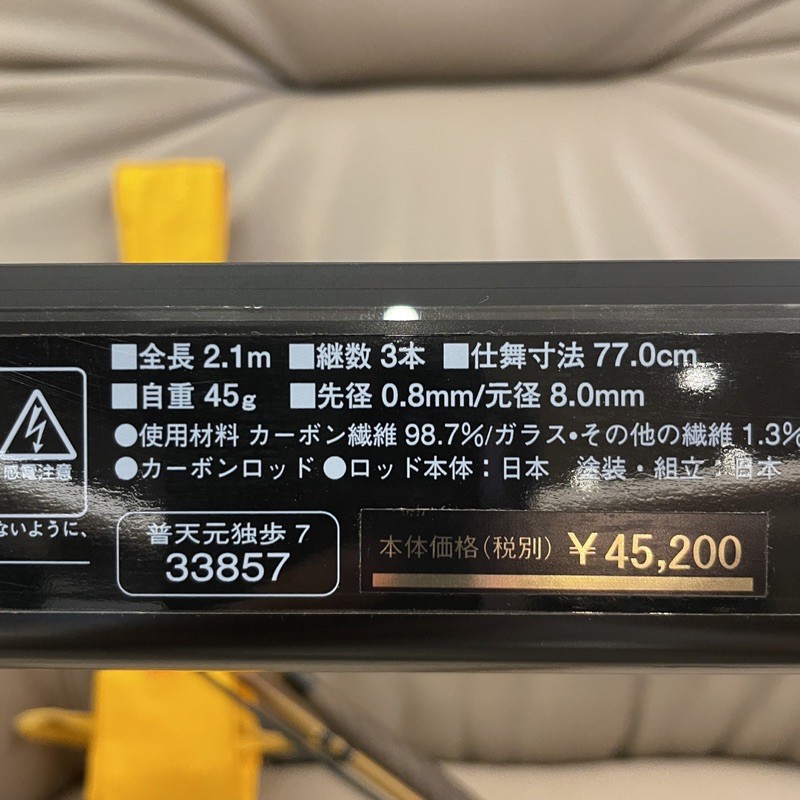 ■全長 2.1m ■継数 3本 ■仕舞寸法 77.0cm
■自重 45g ■先径 0.8mm/元径 8.0mm
●使用材料 カーボン繊維 98.7%/ガラス・その他の繊維 1.3%
●カーボンロッド ●ロッド本体：日本 塗装・組立：日本
感電注意
ないように、
普天元独歩 7
33857
本体価格（税別）￥45,200